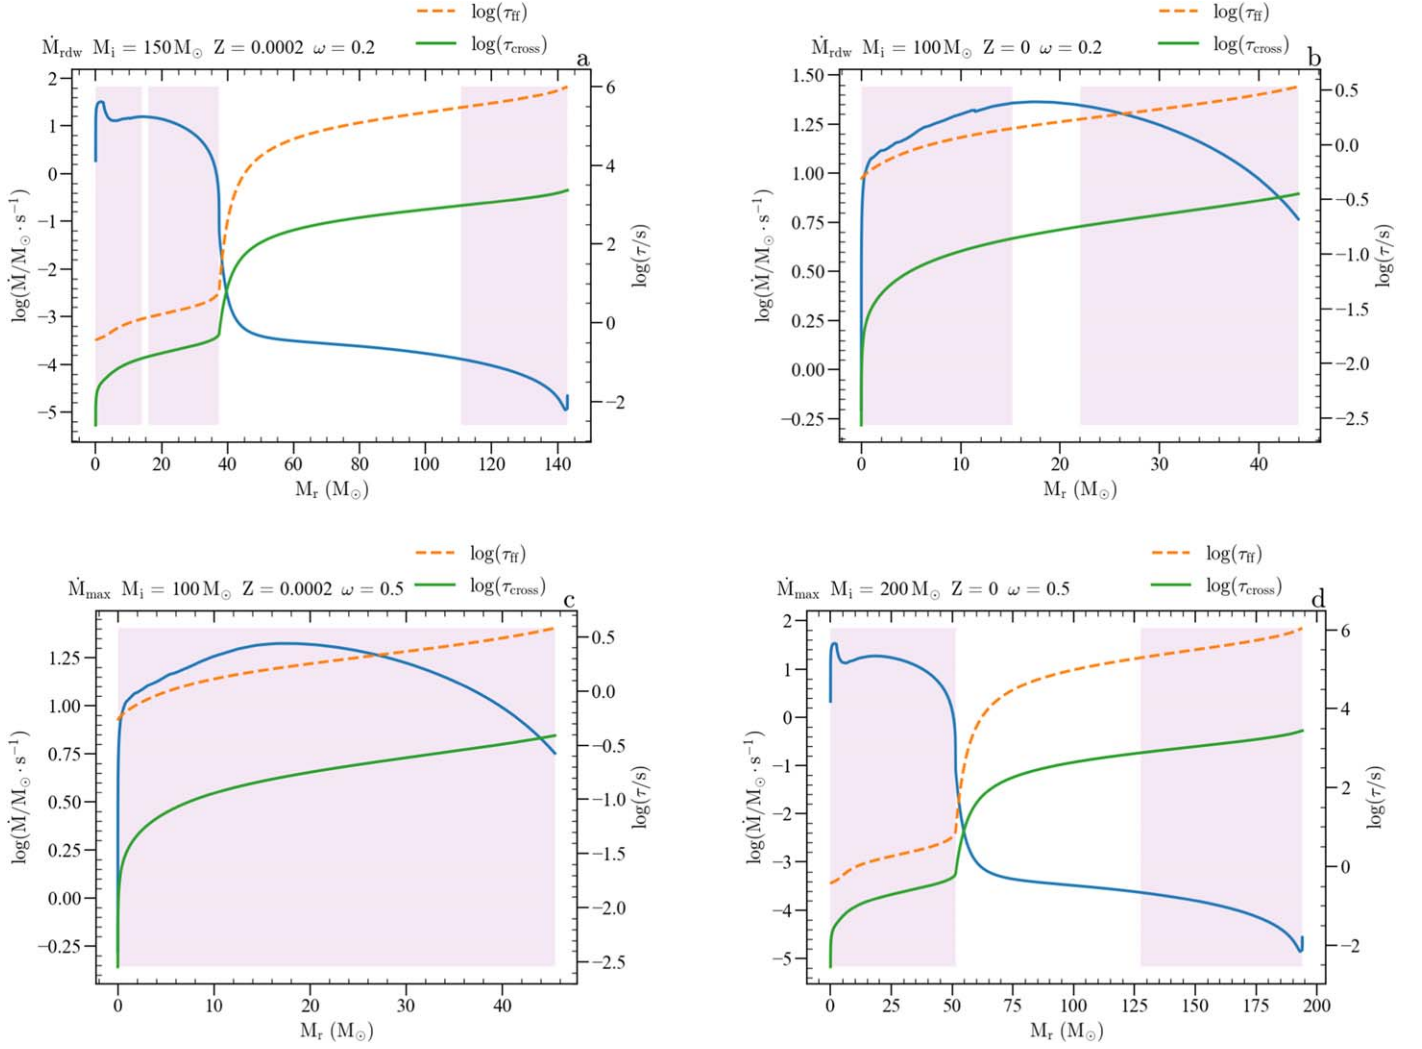 log(τff)
log(τcross)
Ṁrdw Mi = 150 M⊙ Z = 0.0002 ω = 0.2
a
2
1
0
−1
−2
−3
−4
−5
log(Ṁ/M⊙ · s⁻¹)
6
4
2
0
−2
log(τ/s)
0 20 40 60 80 100 120 140
Mr (M⊙)
log(τff)
log(τcross)
Ṁrdw Mi = 100 M⊙ Z = 0 ω = 0.2
b
1.50
1.25
1.00
0.75
0.50
0.25
0.00
−0.25
log(Ṁ/M⊙ · s⁻¹)
0.5
0.0
−0.5
−1.0
−1.5
−2.0
−2.5
log(τ/s)
0 10 20 30 40
Mr (M⊙)
log(τff)
log(τcross)
Ṁmax Mi = 100 M⊙ Z = 0.0002 ω = 0.5
c
1.25
1.00
0.75
0.50
0.25
0.00
−0.25
log(Ṁ/M⊙ · s⁻¹)
0.5
0.0
−0.5
−1.0
−1.5
−2.0
−2.5
log(τ/s)
0 10 20 30 40
Mr (M⊙)
log(τff)
log(τcross)
Ṁmax Mi = 200 M⊙ Z = 0 ω = 0.5
d
2
1
0
−1
−2
−3
−4
−5
log(Ṁ/M⊙ · s⁻¹)
6
4
2
0
−2
log(τ/s)
0 25 50 75 100 125 150 175 200
Mr (M⊙)